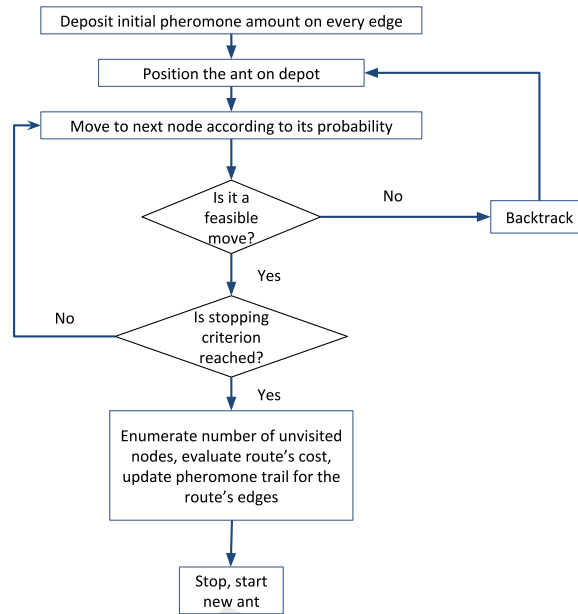 Deposit initial pheromone amount on every edge
Position the ant on depot
Move to next node according to its probability
Is it a
feasible
move?
No
Backtrack
Yes
Is stopping
criterion
reached?
No
Yes
Enumerate number of unvisited
nodes, evaluate route’s cost,
update pheromone trail for the
route’s edges
Stop, start
new ant